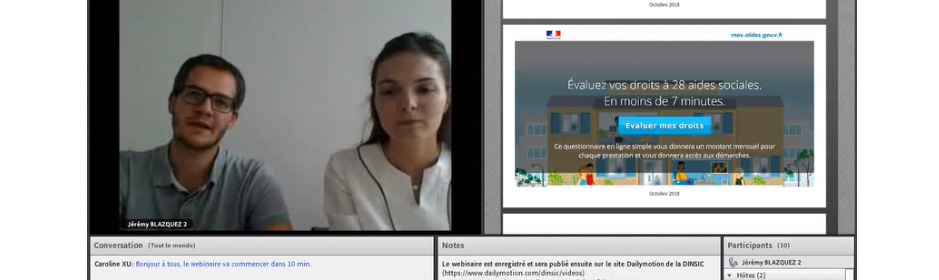 Octobre 2018
mes-aides.gouv.fr
Évaluez vos droits à 28 aides sociales.
En moins de 7 minutes.
Évaluer mes droits
Ce questionnaire en ligne simple vous donnera un montant mensuel pour
chaque prestation et vous donnera accès aux démarches.
Octobre 2018
Jérémy BLAZQUEZ 2
Conversation (Tout le monde)
Caroline XU: Bonjour à tous, le webinaire va commencer dans 10 min.
Notes
Le webinaire est enregistré et sera publié ensuite sur le site Dailymotion de la DINSIC
(https://www.dailymotion.com/dinsic/videos)
Participants (10)
Jérémy BLAZQUEZ 2
Hôtes (2)